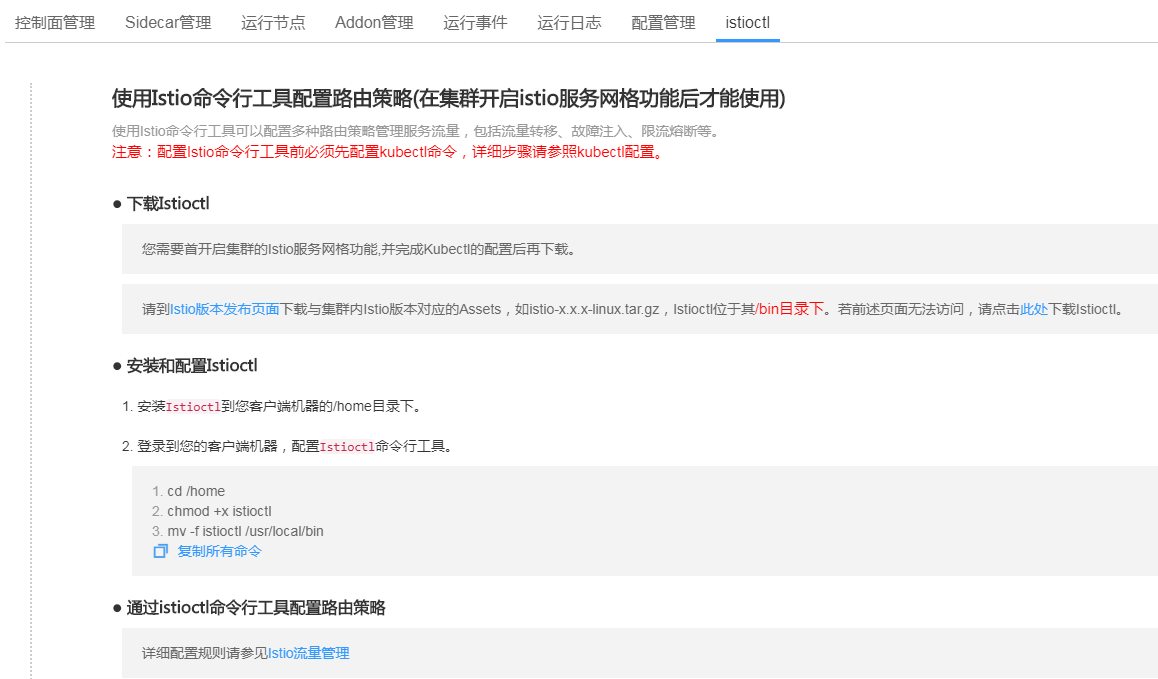 控制面管理 Sidecar管理 运行节点 Addon管理 运行事件 运行日志 配置管理 istioctl
使用Istio命令行工具配置路由策略(在集群开启istio服务网格功能后才能使用)
使用Istio命令行工具可以配置多种路由策略管理服务流量，包括流量转移、故障注入、限流熔断等。
注意：配置Istio命令行工具前必须先配置kubectl命令，详细步骤请参照kubectl配置。
● 下载Istioctl
您需要首开启集群的Istio服务网格功能,并完成Kubectl的配置后再下载。
请到Istio版本发布页面下载与集群内Istio版本对应的Assets，如istio-x.x.x-linux.tar.gz，Istioctl位于其/bin目录下。若前述页面无法访问，请点击此处下载Istioctl。
● 安装和配置Istioctl
1. 安装Istioctl到您客户端机器的/home目录下。
2. 登录到您的客户端机器，配置Istioctl命令行工具。
1. cd /home
2. chmod +x istioctl
3. mv -f istioctl /usr/local/bin
复制所有命令
● 通过istioctl命令行工具配置路由策略
详细配置规则请参见Istio流量管理